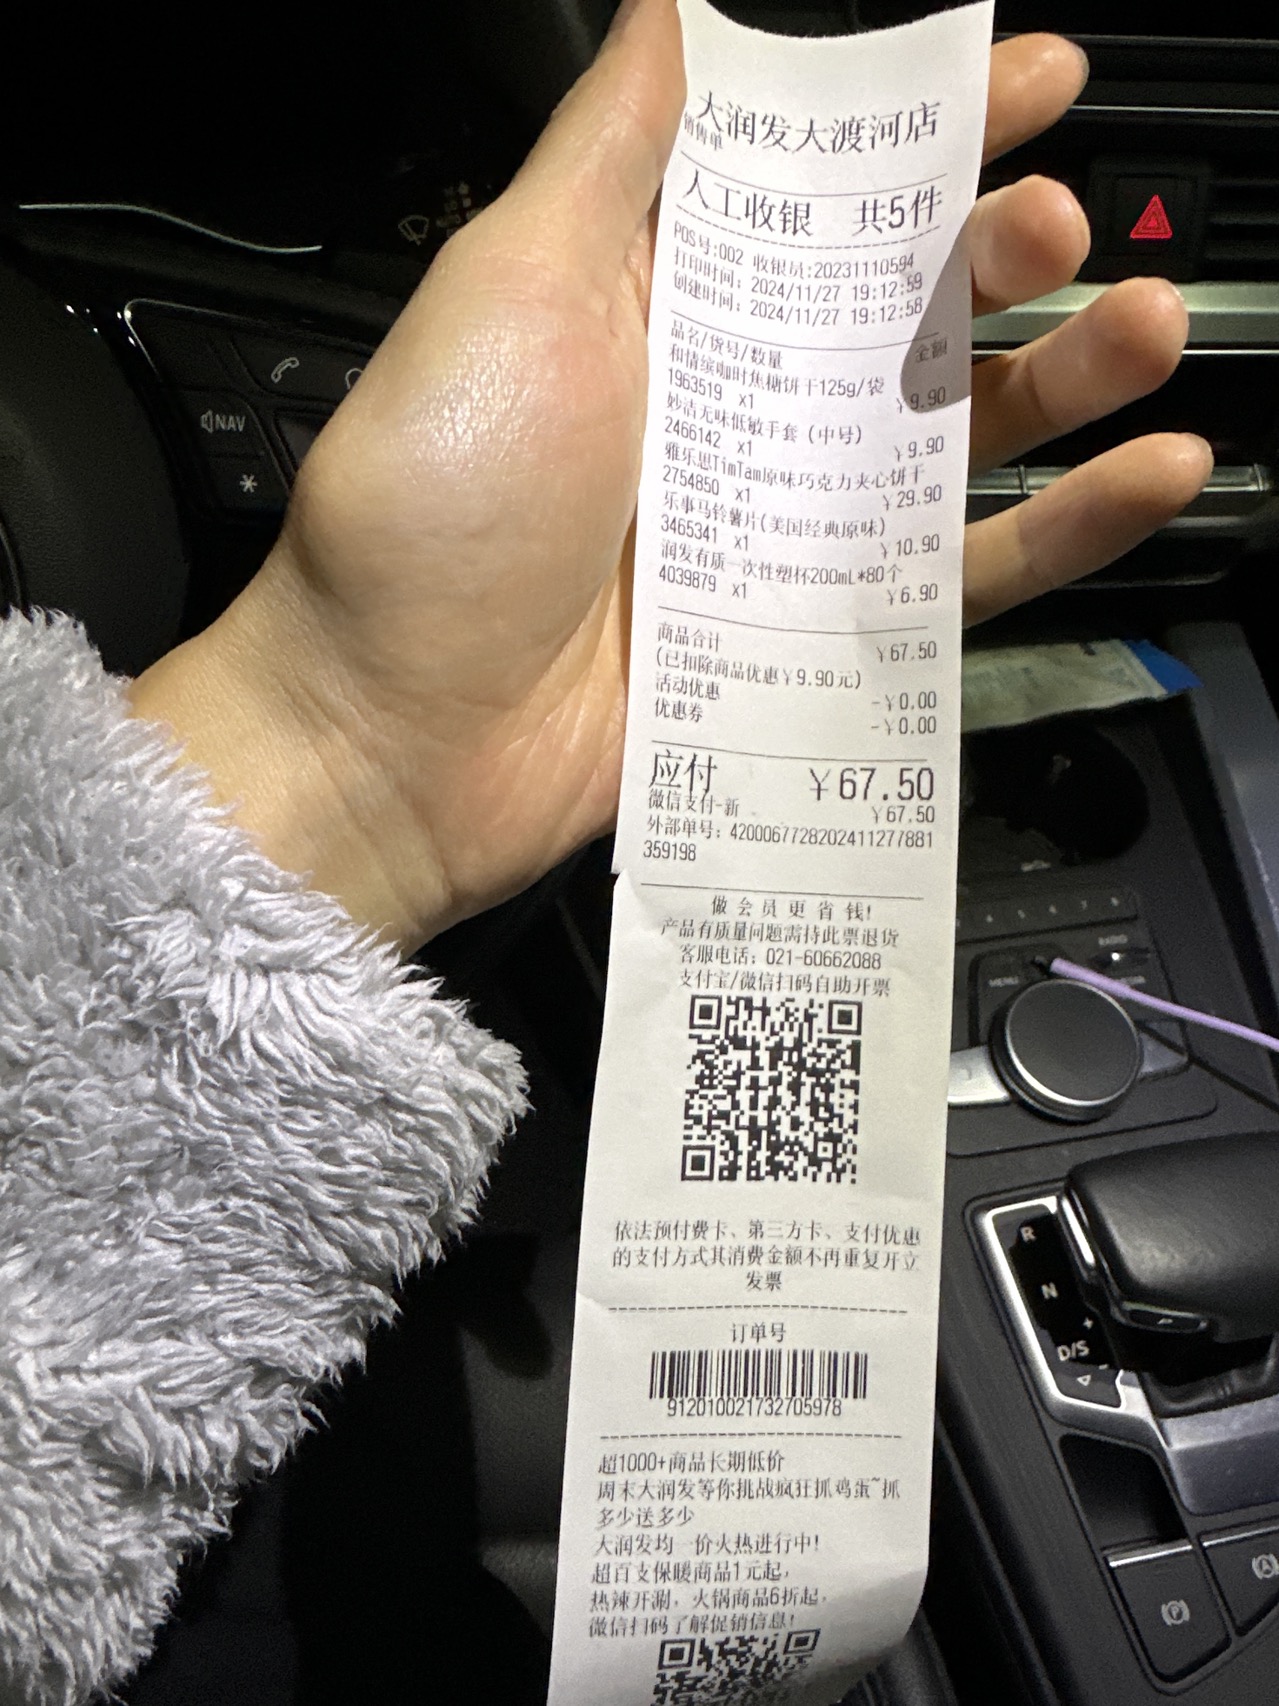 大润发大渡河店
销售单
人工收银 共5件
POS号:002 收银员:20231110594
打印时间: 2024/11/27 19:12:59
创建时间: 2024/11/27 19:12:58
品名/货号/数量 金额
和情缤咖时焦糖饼干125g/袋
1963519 x1 ￥9.90
妙洁无味低敏手套（中号）
2466142 x1 ￥9.90
雅乐思TimTam原味巧克力夹心饼干
2754850 x1 ￥29.90
乐事马铃薯片(美国经典原味)
3465341 x1 ￥10.90
润发有质一次性塑杯200mL*80个
4039879 x1 ￥6.90
商品合计 ￥67.50
(已扣除商品优惠￥9.90元)
活动优惠 -￥0.00
优惠券 -￥0.00
应付 ￥67.50
微信支付-新 ￥67.50
外部单号: 4200067728202411277881
359198
做会员更省钱!
产品有质量问题需持此票退货
客服电话: 021-60662088
支付宝/微信扫码自助开票
依法预付费卡、第三方卡、支付优惠
的支付方式其消费金额不再重复开立
发票
订单号
912010021732705978
超1000+商品长期低价
周末大润发等你挑战疯狂抓鸡蛋~抓
多少送多少
大润发均一价火热进行中!
超百支保暖商品1元起,
热辣开涮, 火锅商品6折起,
微信扫码了解促销信息!
NAV
4 5 6 7 8
MENU
RADIO
R
N
+
D/S
-
P